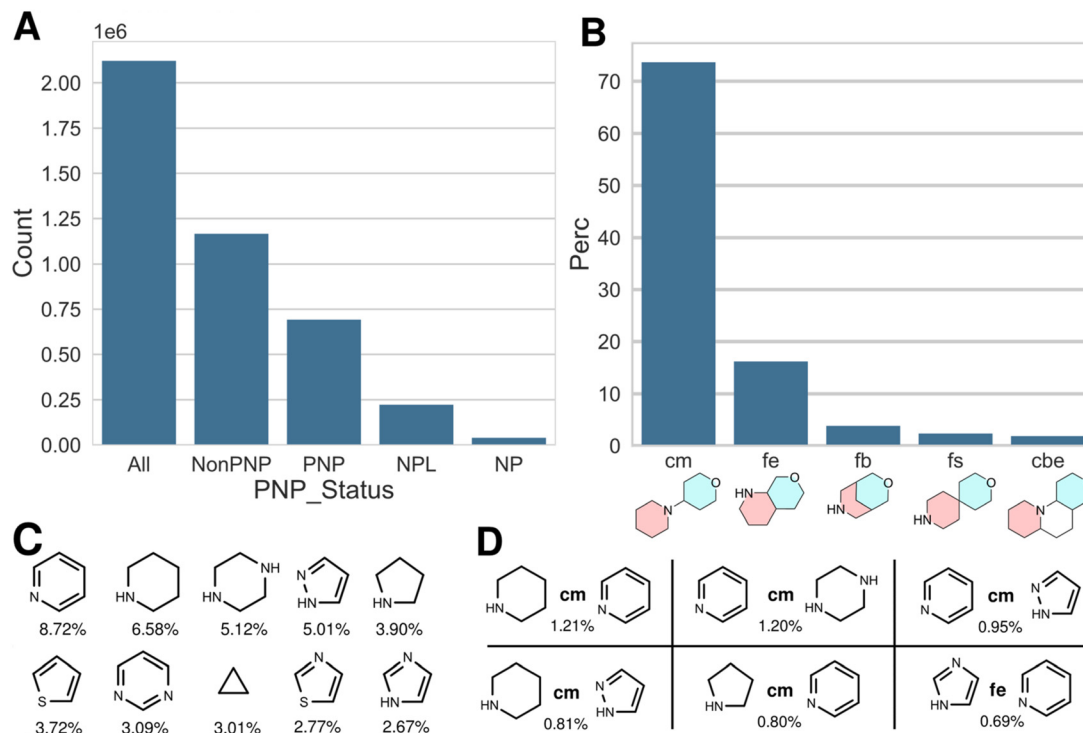 A
1e6
Count
2.00
1.75
1.50
1.25
1.00
0.75
0.50
0.25
0.00
All NonPNP PNP NPL NP
PNP_Status
B
Perc
70
60
50
40
30
20
10
0
cm fe fb fs cbe
N O HN O HN O HN O N
C
N HN NH HN N HN N HN
8.72% 6.58% 5.12% 5.01% 3.90%
S N N N S N HN
3.72% 3.09% 3.01% 2.77% 2.67%
D
HN cm N
1.21%
N cm NH HN
1.20%
N cm N HN
0.95%
HN cm N HN
0.81%
HN cm N
0.80%
N HN fe N
0.69%